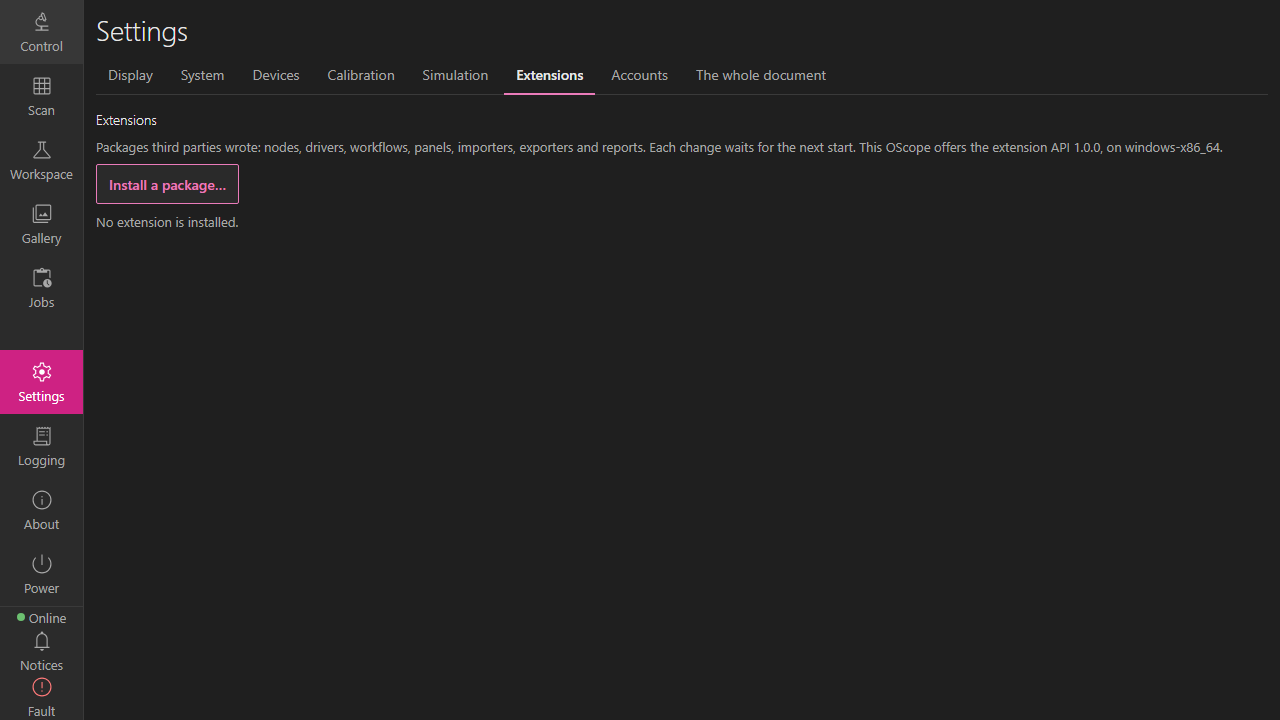 Settings
Display
System
Devices
Calibration
Simulation
Extensions
Accounts
The whole document
Extensions
Packages third parties wrote: nodes, drivers, workflows, panels, importers, exporters and reports. Each change waits for the next start. This OScope offers the extension API 1.0.0, on windows-x86_64.
Install a package...
No extension is installed.
Control
Scan
Workspace
Gallery
Jobs
Settings
Logging
About
Power
Online
Notices
Fault